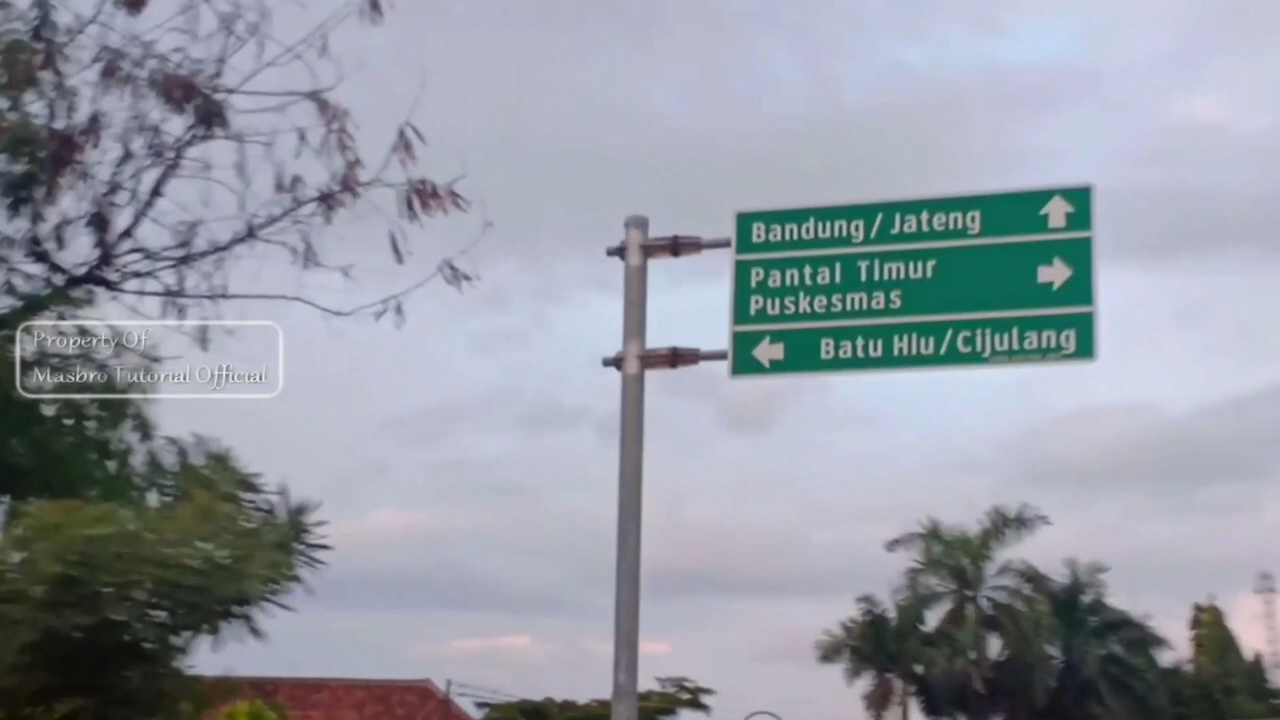 Bandung / Jateng
Pantai Timur
Puskesmas
Batu Hiu/Cijulang
Property Of
Masbro Tutorial Official